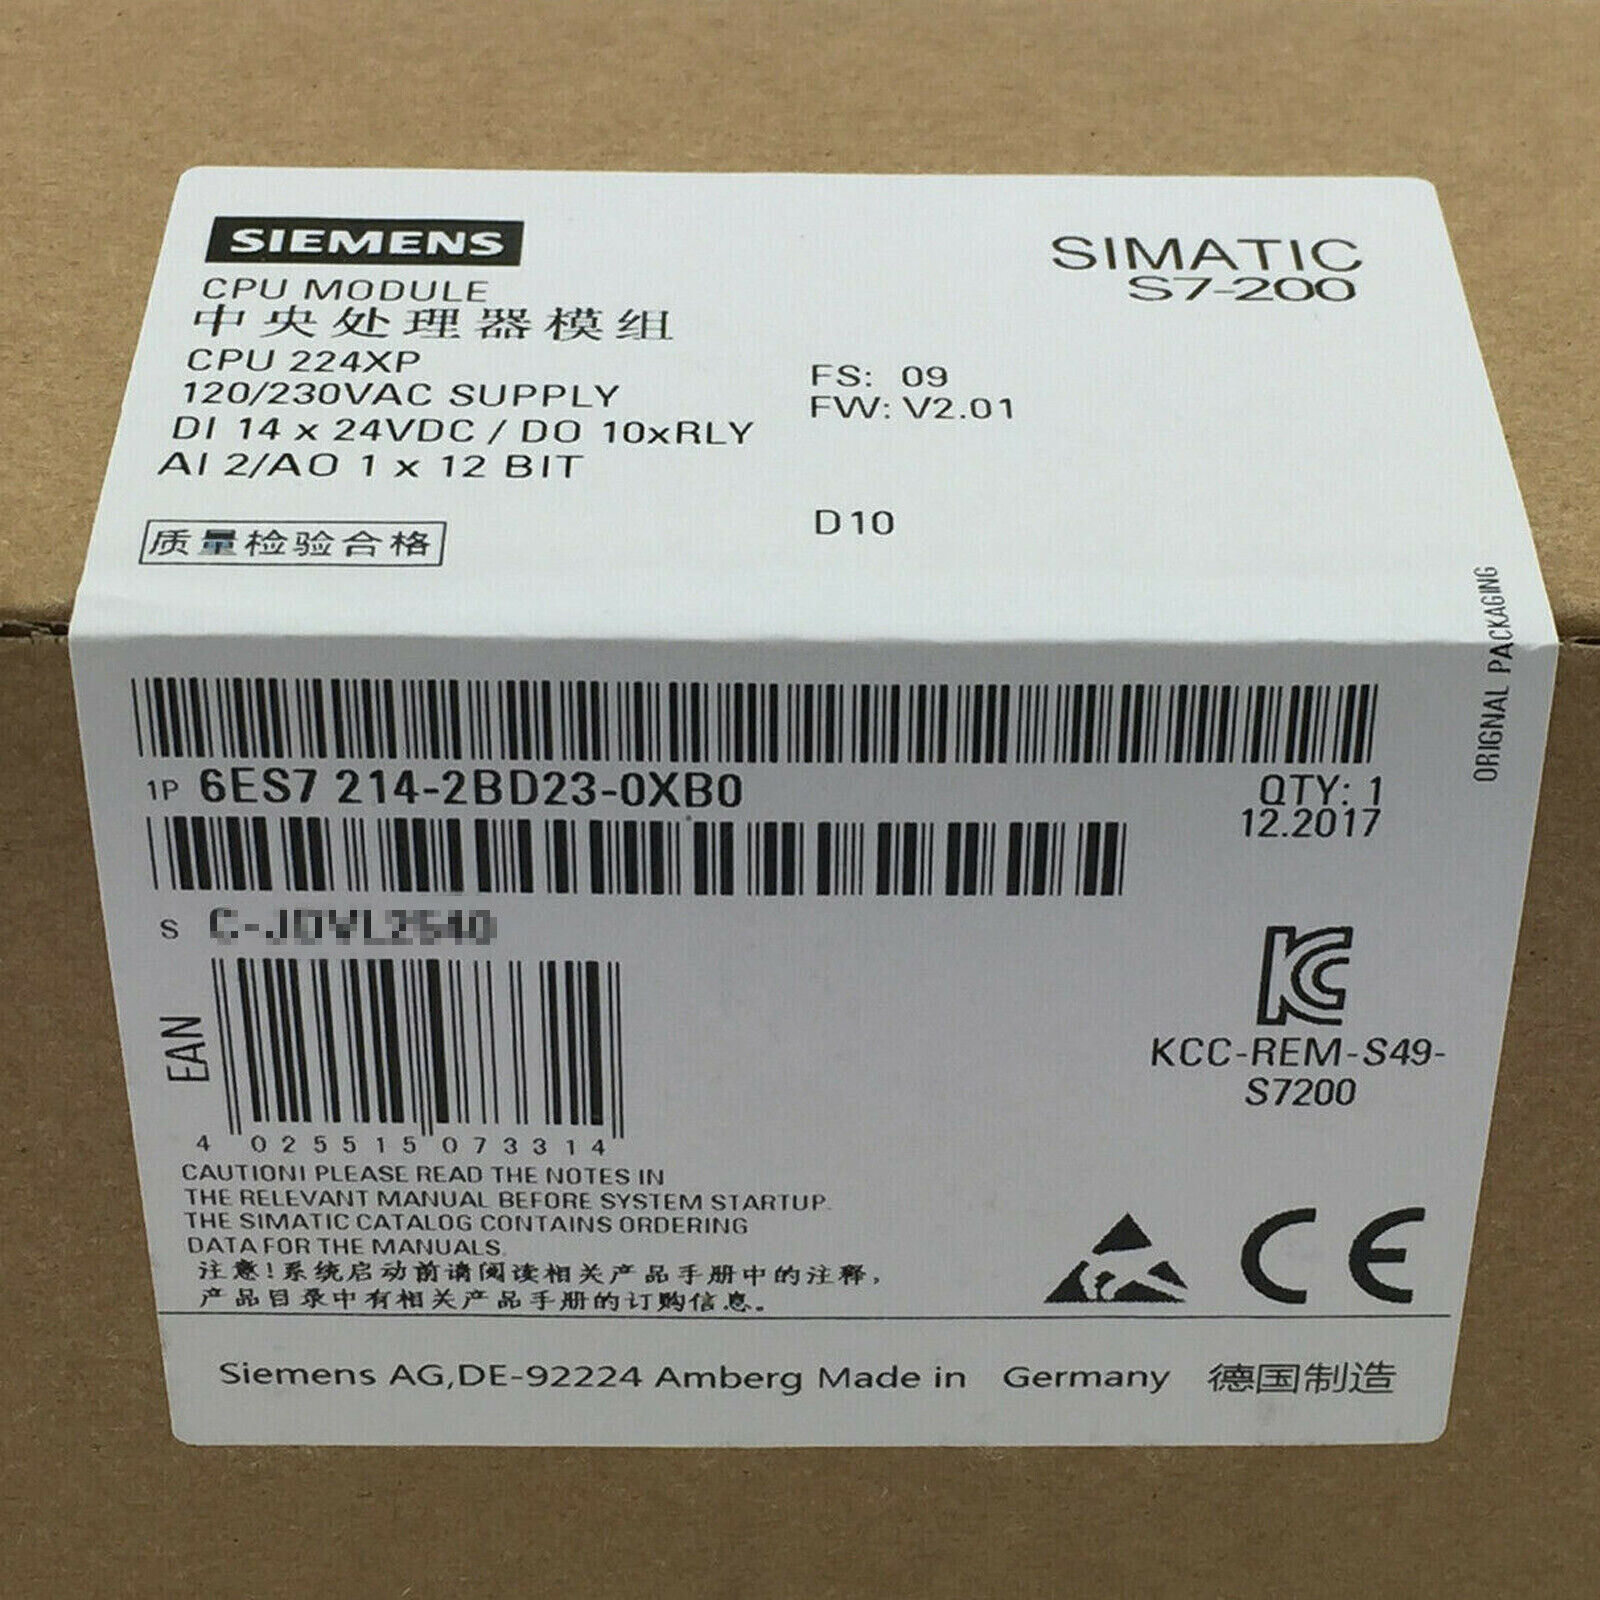 SIEMENS
SIMATIC
S7-200
CPU MODULE
中央处理器模组
CPU 224XP
120/230VAC SUPPLY
DI 14 x 24VDC / DO 10xRLY
AI 2/AO 1 x 12 BIT
FS: 09
FW: V2.01
D10
质量检验合格
ORIGNAL PACKAGING
1P 6ES7 214-2BD23-0XB0
QTY: 1
12.2017
S
EAN
4 025515 073314
KCC-REM-S49-
S7200
CAUTION! PLEASE READ THE NOTES IN
THE RELEVANT MANUAL BEFORE SYSTEM STARTUP.
THE SIMATIC CATALOG CONTAINS ORDERING
DATA FOR THE MANUALS.
注意!系统启动前请阅读相关产品手册中的注释,
产品目录中有相关产品手册的订购信息。
CE
Siemens AG,DE-92224 Amberg Made in Germany 德国制造